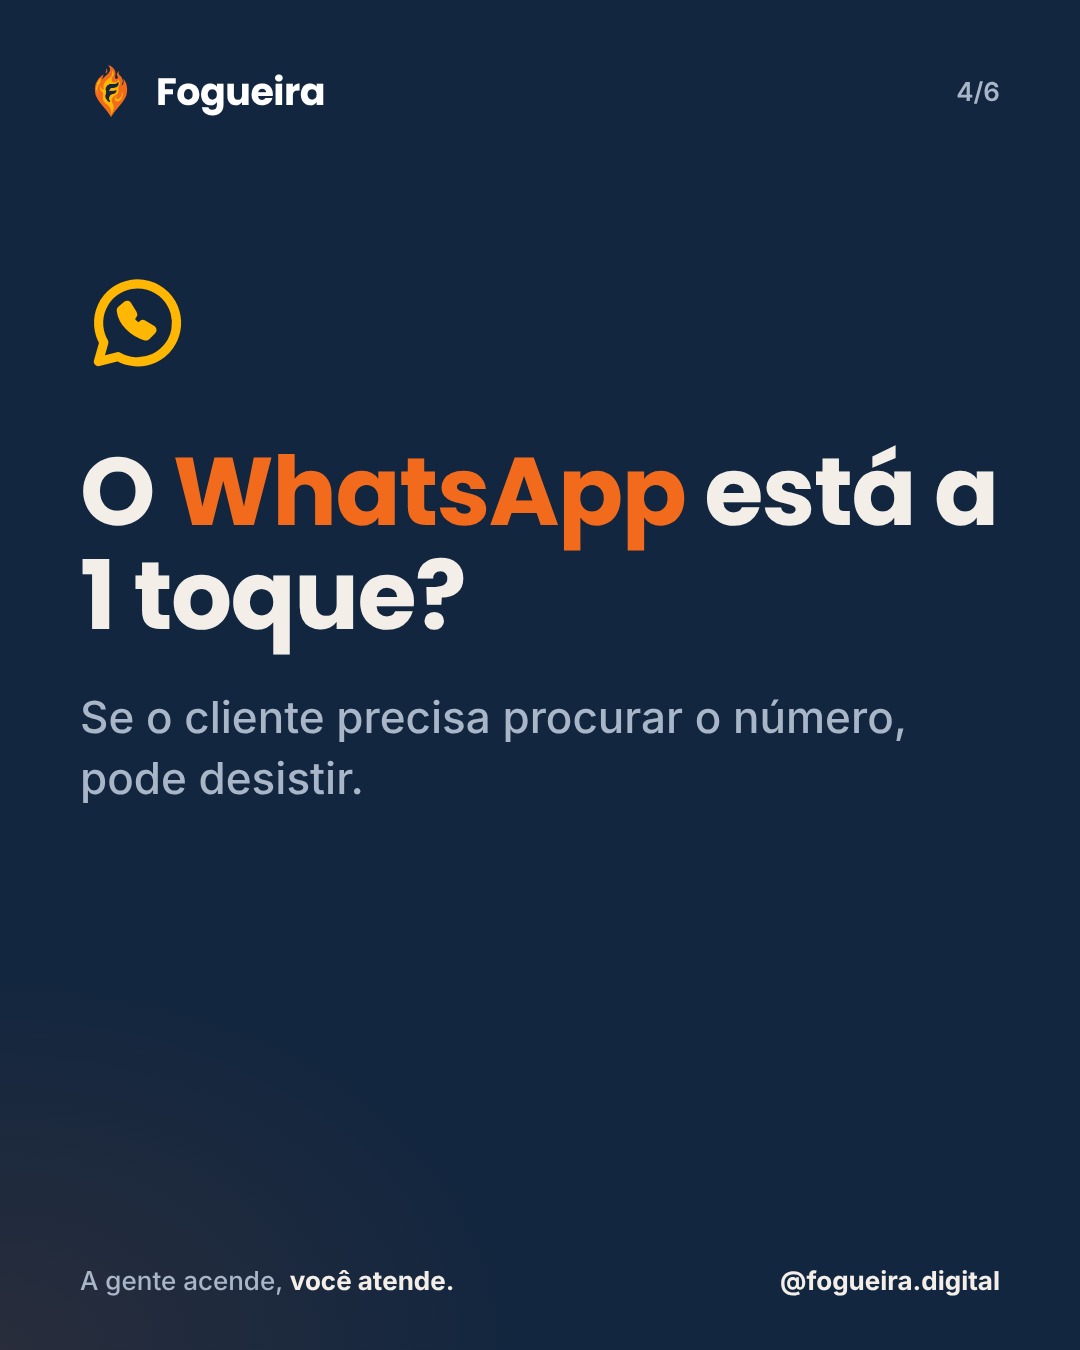 Fogueira
4/6
O WhatsApp está a
1 toque?
Se o cliente precisa procurar o número,
pode desistir.
A gente acende, você atende.
@fogueira.digital